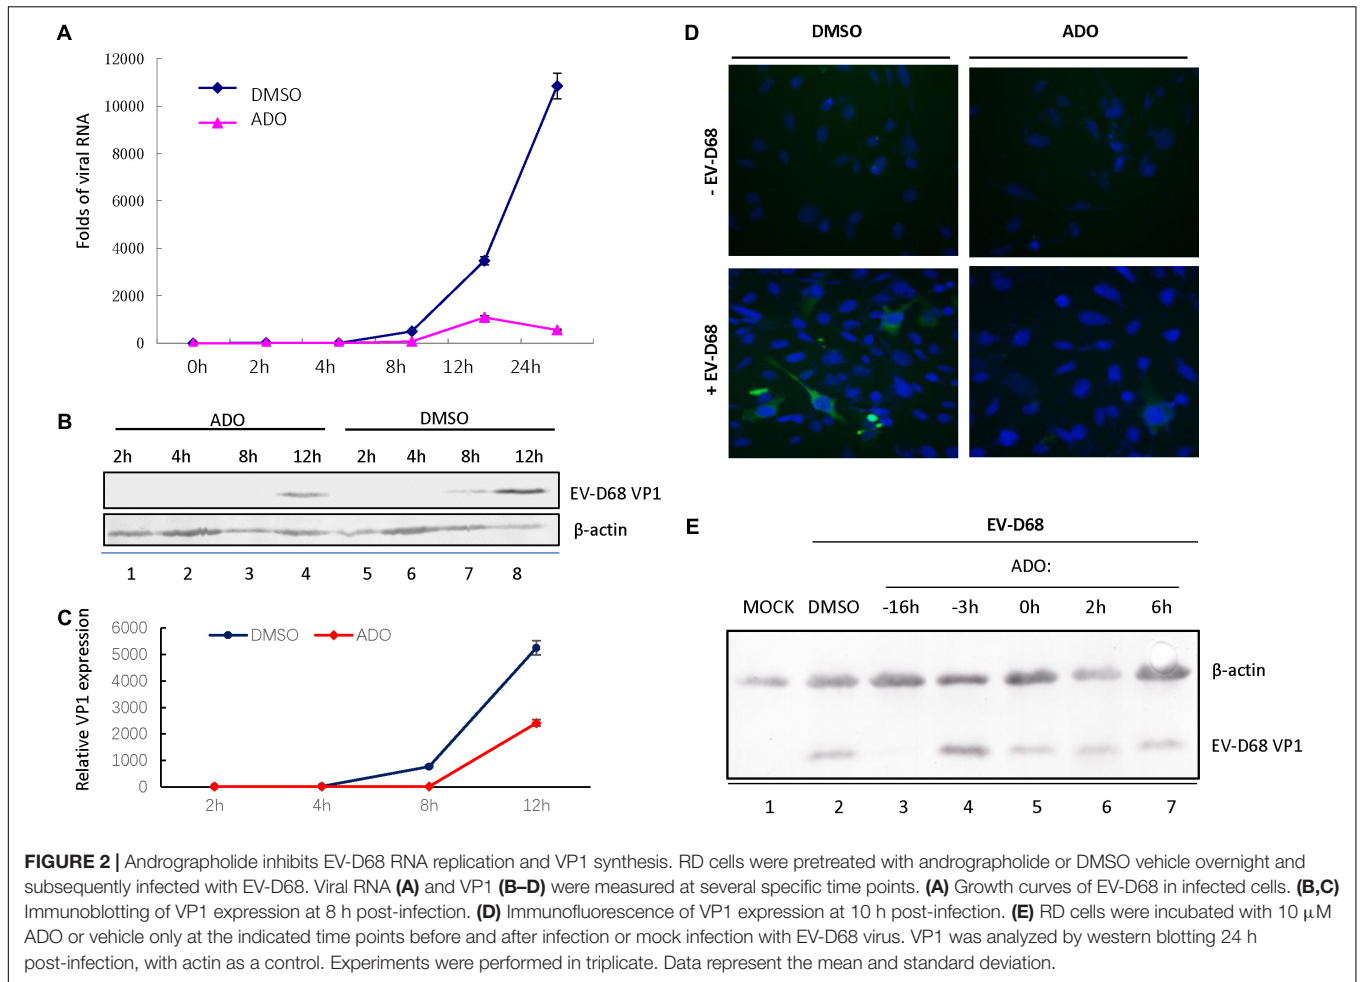 A
12000
10000
8000
6000
4000
2000
0
Folds of viral RNA
DMSO
ADO
0h 2h 4h 8h 12h 24h
B
ADO DMSO
2h 4h 8h 12h 2h 4h 8h 12h
EV-D68 VP1
β-actin
1 2 3 4 5 6 7 8
C
6000
5000
4000
3000
2000
1000
0
Relative VP1 expression
DMSO ADO
2h 4h 8h 12h
D
DMSO ADO
- EV-D68
+ EV-D68
E
EV-D68
ADO:
MOCK DMSO -16h -3h 0h 2h 6h
β-actin
EV-D68 VP1
1 2 3 4 5 6 7
FIGURE 2 | Andrographolide inhibits EV-D68 RNA replication and VP1 synthesis. RD cells were pretreated with andrographolide or DMSO vehicle overnight and
subsequently infected with EV-D68. Viral RNA (A) and VP1 (B–D) were measured at several specific time points. (A) Growth curves of EV-D68 in infected cells. (B,C)
Immunoblotting of VP1 expression at 8 h post-infection. (D) Immunofluorescence of VP1 expression at 10 h post-infection. (E) RD cells were incubated with 10 μM
ADO or vehicle only at the indicated time points before and after infection or mock infection with EV-D68 virus. VP1 was analyzed by western blotting 24 h
post-infection, with actin as a control. Experiments were performed in triplicate. Data represent the mean and standard deviation.